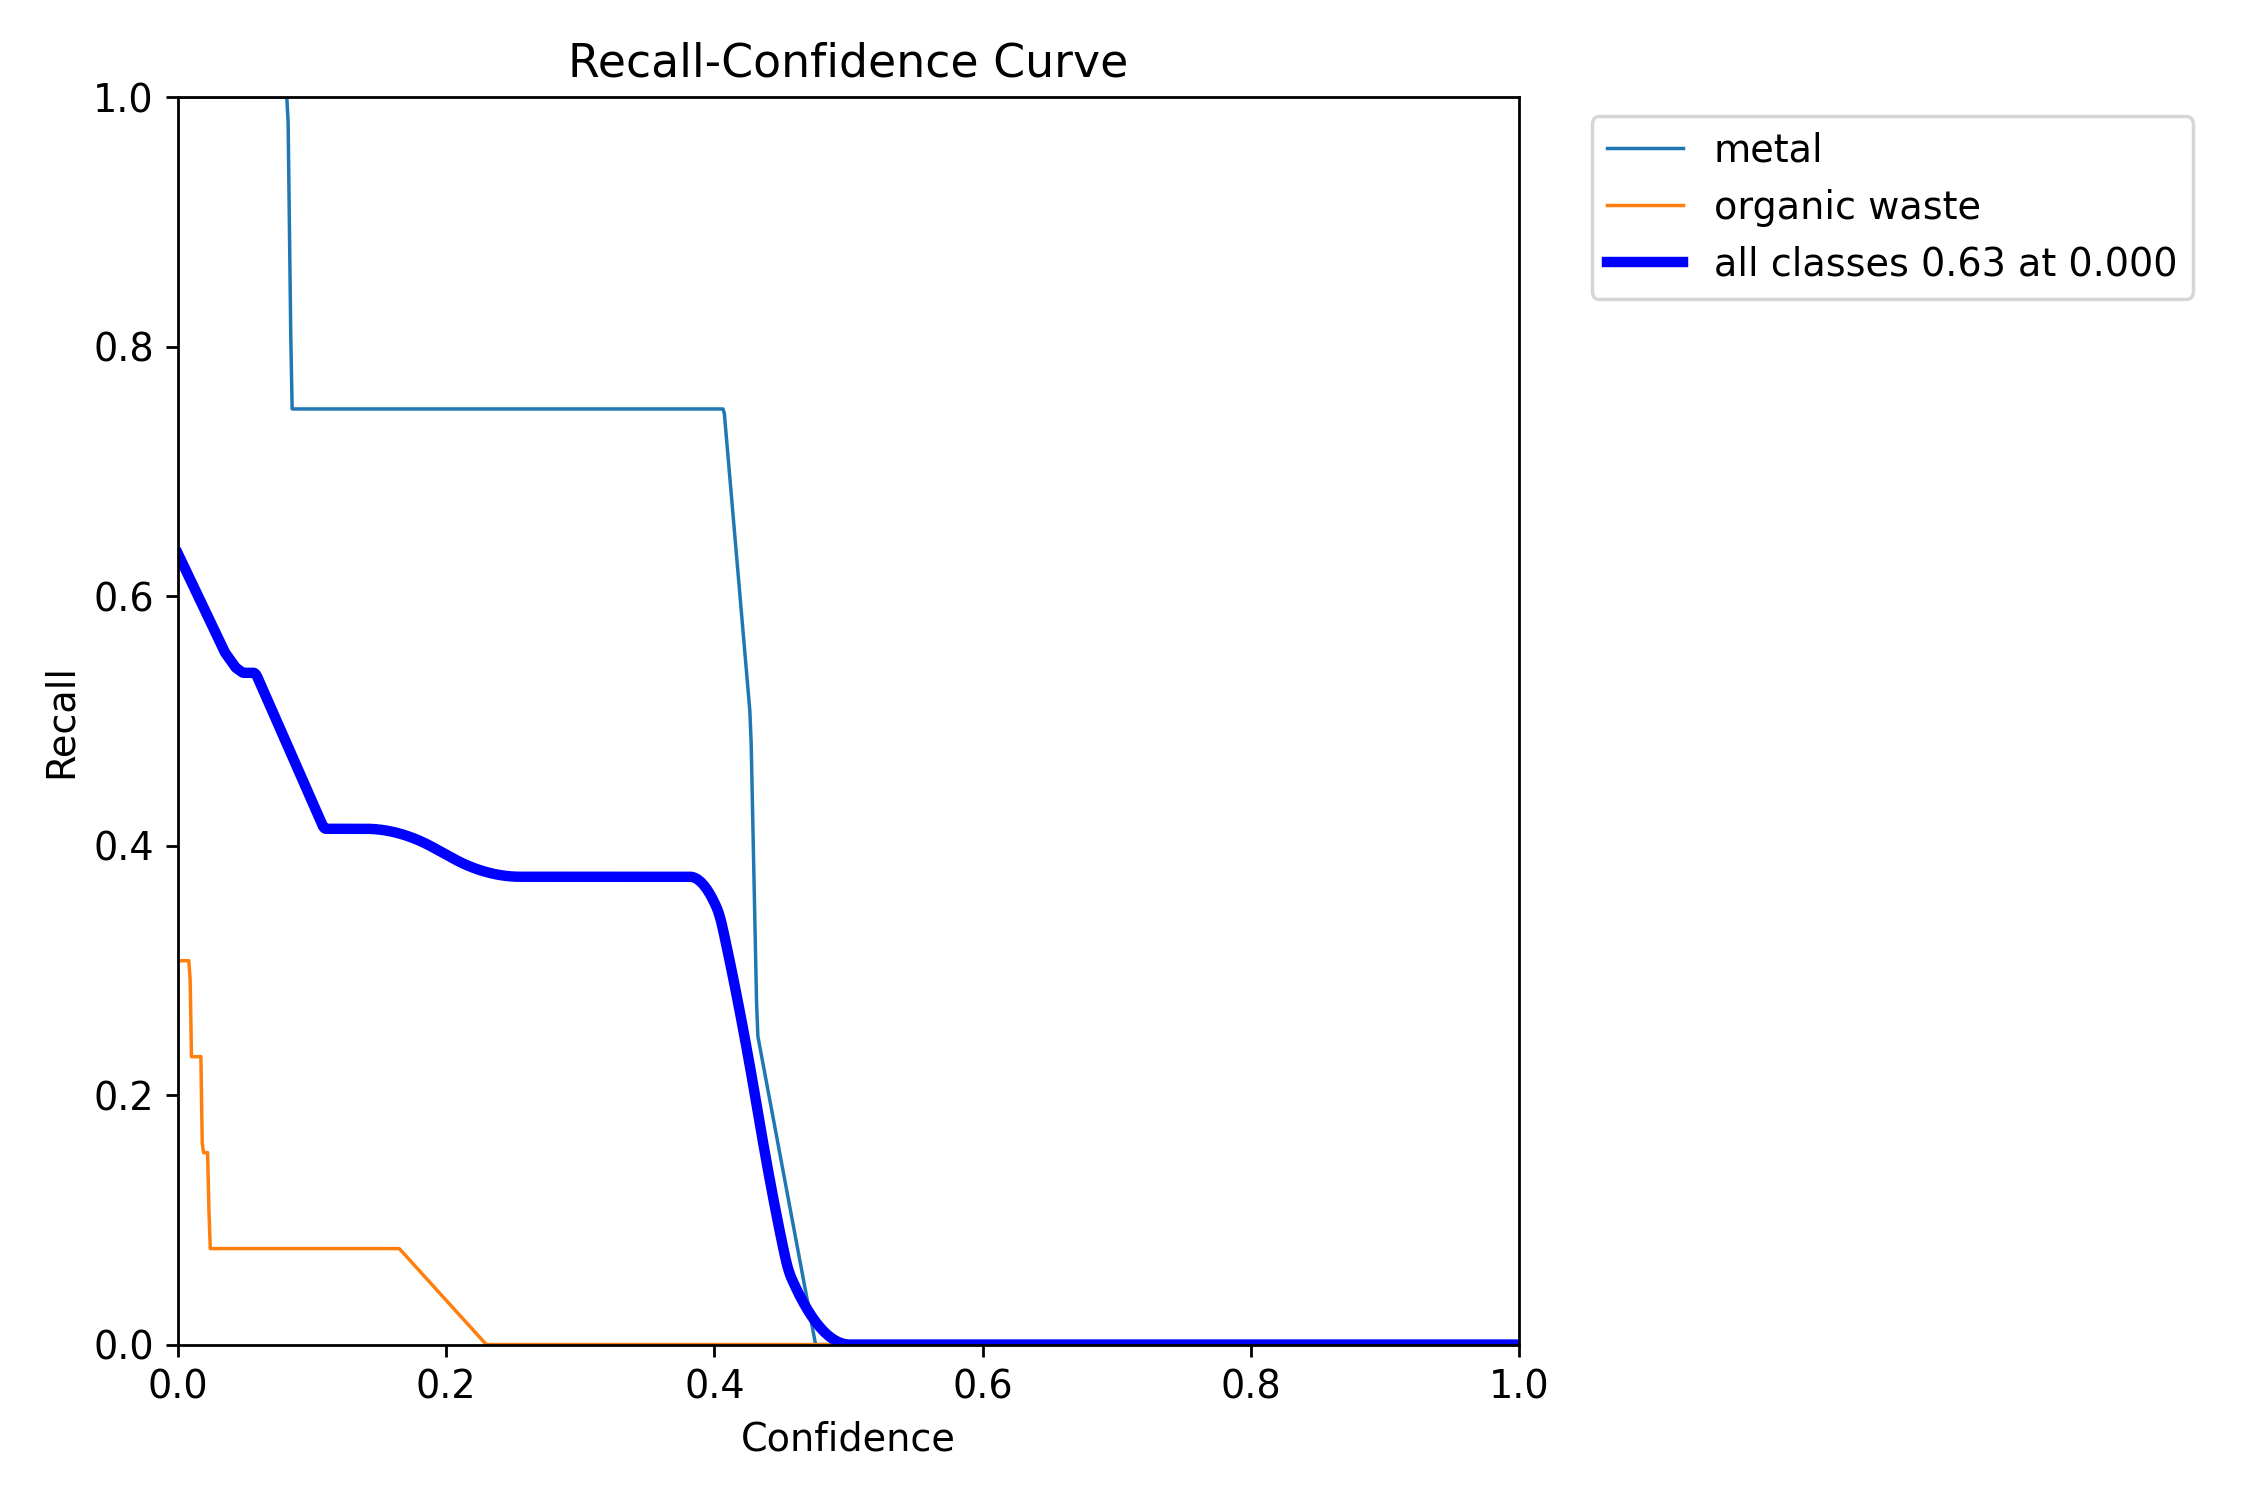 Recall-Confidence Curve
1.0
0.8
0.6
0.4
0.2
0.0
Recall
0.0 0.2 0.4 0.6 0.8 1.0
Confidence
metal
organic waste
all classes 0.63 at 0.000